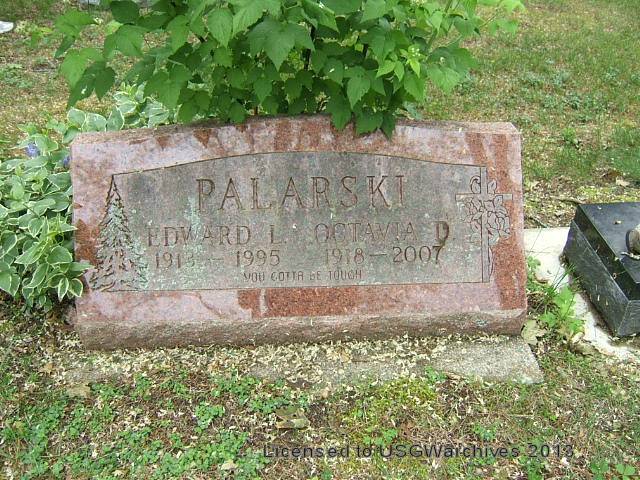 PALARSKI
EDWARD L. OCTAVIA D.
1995 1918 — 2007
YOU GOTTA BE TOUGH
Licensed to USGWarchives 2013